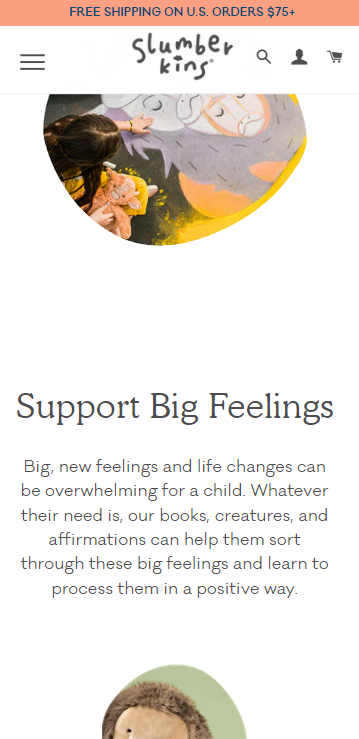 FREE SHIPPING ON U.S. ORDERS $75+
slumber
kins
Support Big Feelings
Big, new feelings and life changes can
be overwhelming for a child. Whatever
their need is, our books, creatures, and
affirmations can help them sort
through these big feelings and learn to
process them in a positive way.